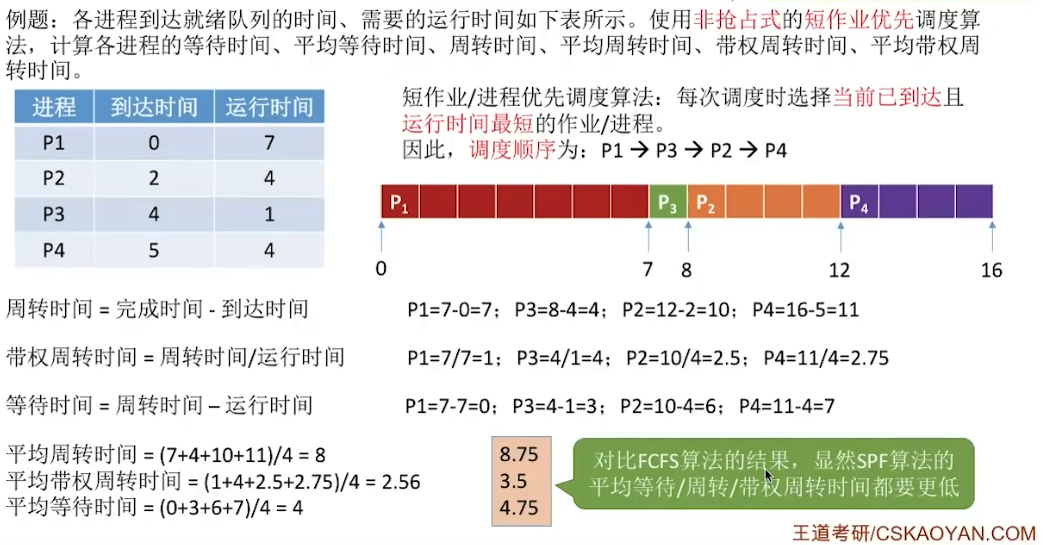 例题：各进程到达就绪队列的时间、需要的运行时间如下表所示。使用非抢占式的短作业优先调度算
法，计算各进程的等待时间、平均等待时间、周转时间、平均周转时间、带权周转时间、平均带权周
转时间。
进程 到达时间 运行时间
P1 0 7
P2 2 4
P3 4 1
P4 5 4
短作业/进程优先调度算法：每次调度时选择当前已到达且
运行时间最短的作业/进程。
因此，调度顺序为：P1 → P3 → P2 → P4
P₁ P₃ P₂ P₄
0 7 8 12 16
周转时间 = 完成时间 - 到达时间 P1=7-0=7；P3=8-4=4；P2=12-2=10；P4=16-5=11
带权周转时间 = 周转时间/运行时间 P1=7/7=1；P3=4/1=4；P2=10/4=2.5；P4=11/4=2.75
等待时间 = 周转时间 – 运行时间 P1=7-7=0；P3=4-1=3；P2=10-4=6；P4=11-4=7
平均周转时间 = (7+4+10+11)/4 = 8
平均带权周转时间 = (1+4+2.5+2.75)/4 = 2.56
平均等待时间 = (0+3+6+7)/4 = 4
8.75
3.5
4.75
对比FCFS算法的结果，显然SPF算法的
平均等待/周转/带权周转时间都要更低
王道考研/CSKAOYAN.COM